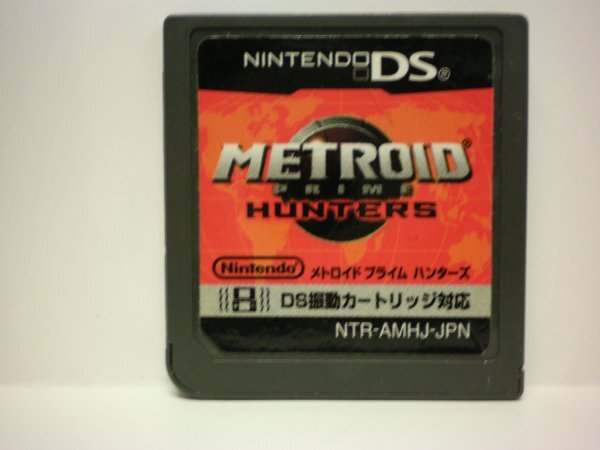 NINTENDO DS®
METROID®
PRIME
HUNTERS
Nintendo® メトロイド プライム ハンターズ
DS振動カートリッジ対応
NTR-AMHJ-JPN